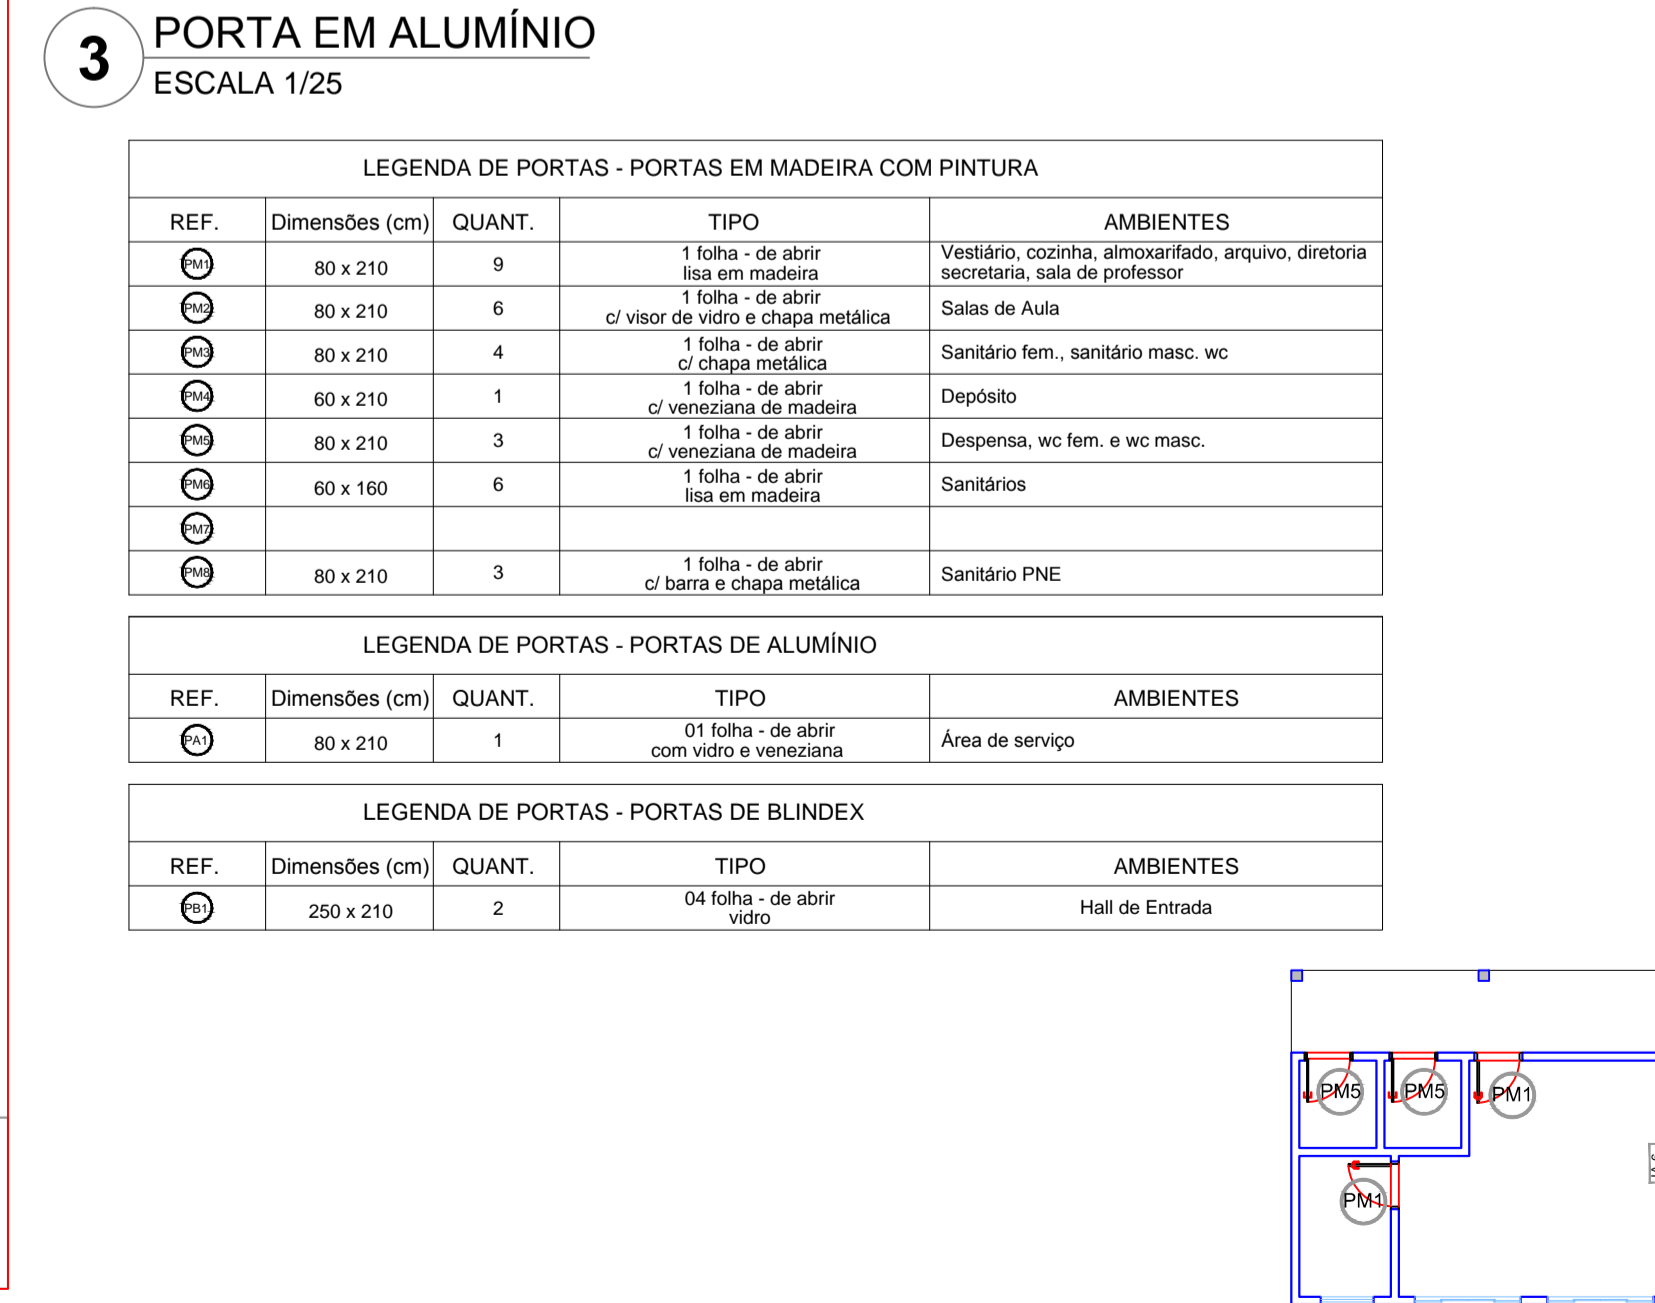 3
PORTA EM ALUMÍNIO
ESCALA 1/25
LEGENDA DE PORTAS - PORTAS EM MADEIRA COM PINTURA
REF. Dimensões (cm) QUANT. TIPO AMBIENTES
PM1 80 x 210 9 1 folha - de abrir
lisa em madeira
Vestiário, cozinha, almoxarifado, arquivo, diretoria
secretaria, sala de professor
PM2 80 x 210 6 1 folha - de abrir
c/ visor de vidro e chapa metálica
Salas de Aula
PM3 80 x 210 4 1 folha - de abrir
c/ chapa metálica
Sanitário fem., sanitário masc. wc
PM4 60 x 210 1 1 folha - de abrir
c/ veneziana de madeira
Depósito
PM5 80 x 210 3 1 folha - de abrir
c/ veneziana de madeira
Despensa, wc fem. e wc masc.
PM6 60 x 160 6 1 folha - de abrir
lisa em madeira
Sanitários
PM7
PM8 80 x 210 3 1 folha - de abrir
c/ barra e chapa metálica
Sanitário PNE
LEGENDA DE PORTAS - PORTAS DE ALUMÍNIO
REF. Dimensões (cm) QUANT. TIPO AMBIENTES
PA1 80 x 210 1 01 folha - de abrir
com vidro e veneziana
Área de serviço
LEGENDA DE PORTAS - PORTAS DE BLINDEX
REF. Dimensões (cm) QUANT. TIPO AMBIENTES
PB1 250 x 210 2 04 folha - de abrir
vidro
Hall de Entrada
PM5 PM5 PM1
PM1